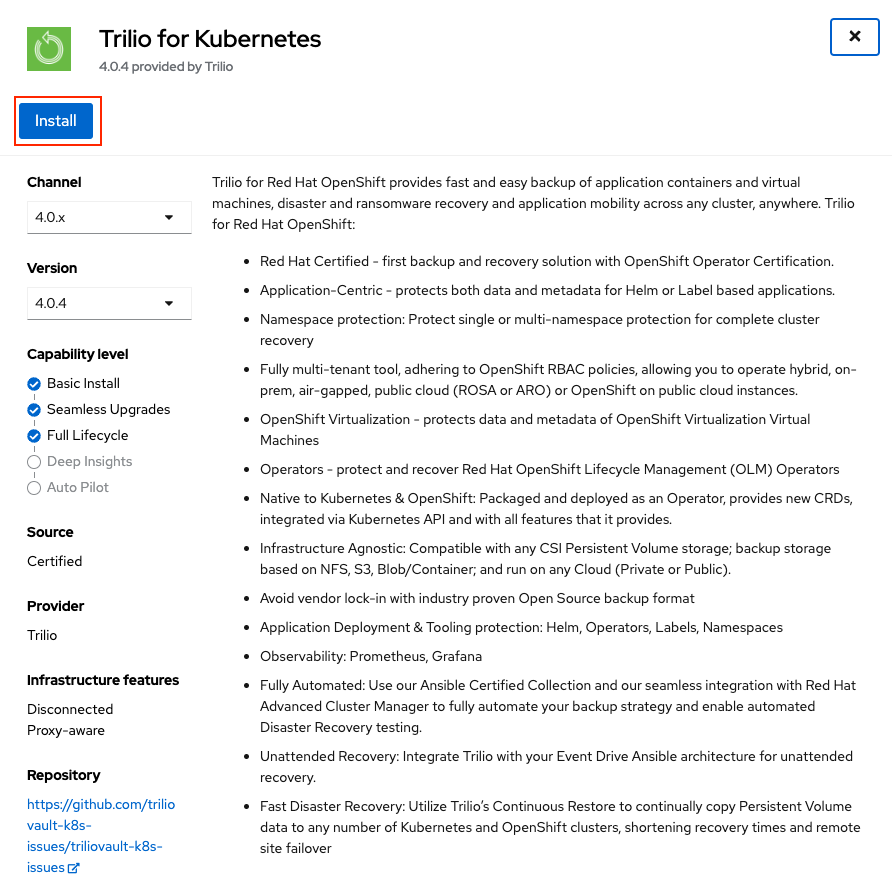 Trilio for Kubernetes
4.0.4 provided by Trilio
Install
Channel
4.0.x
Version
4.0.4
Capability level
Basic Install
Seamless Upgrades
Full Lifecycle
Deep Insights
Auto Pilot
Source
Certified
Provider
Trilio
Infrastructure features
Disconnected
Proxy-aware
Repository
https://github.com/trilio
vault-k8s-
issues/triliovault-k8s-
issues
Trilio for Red Hat OpenShift provides fast and easy backup of application containers and virtual
machines, disaster and ransomware recovery and application mobility across any cluster, anywhere. Trilio
for Red Hat OpenShift:
• Red Hat Certified - first backup and recovery solution with OpenShift Operator Certification.
• Application-Centric - protects both data and metadata for Helm or Label based applications.
• Namespace protection: Protect single or multi-namespace protection for complete cluster
recovery
• Fully multi-tenant tool, adhering to OpenShift RBAC policies, allowing you to operate hybrid, on-
prem, air-gapped, public cloud (ROSA or ARO) or OpenShift on public cloud instances.
• OpenShift Virtualization - protects data and metadata of OpenShift Virtualization Virtual
Machines
• Operators - protect and recover Red Hat OpenShift Lifecycle Management (OLM) Operators
• Native to Kubernetes & OpenShift: Packaged and deployed as an Operator, provides new CRDs,
integrated via Kubernetes API and with all features that it provides.
• Infrastructure Agnostic: Compatible with any CSI Persistent Volume storage; backup storage
based on NFS, S3, Blob/Container; and run on any Cloud (Private or Public).
• Avoid vendor lock-in with industry proven Open Source backup format
• Application Deployment & Tooling protection: Helm, Operators, Labels, Namespaces
• Observability: Prometheus, Grafana
• Fully Automated: Use our Ansible Certified Collection and our seamless integration with Red Hat
Advanced Cluster Manager to fully automate your backup strategy and enable automated
Disaster Recovery testing.
• Unattended Recovery: Integrate Trilio with your Event Drive Ansible architecture for unattended
recovery.
• Fast Disaster Recovery: Utilize Trilio’s Continuous Restore to continually copy Persistent Volume
data to any number of Kubernetes and OpenShift clusters, shortening recovery times and remote
site failover